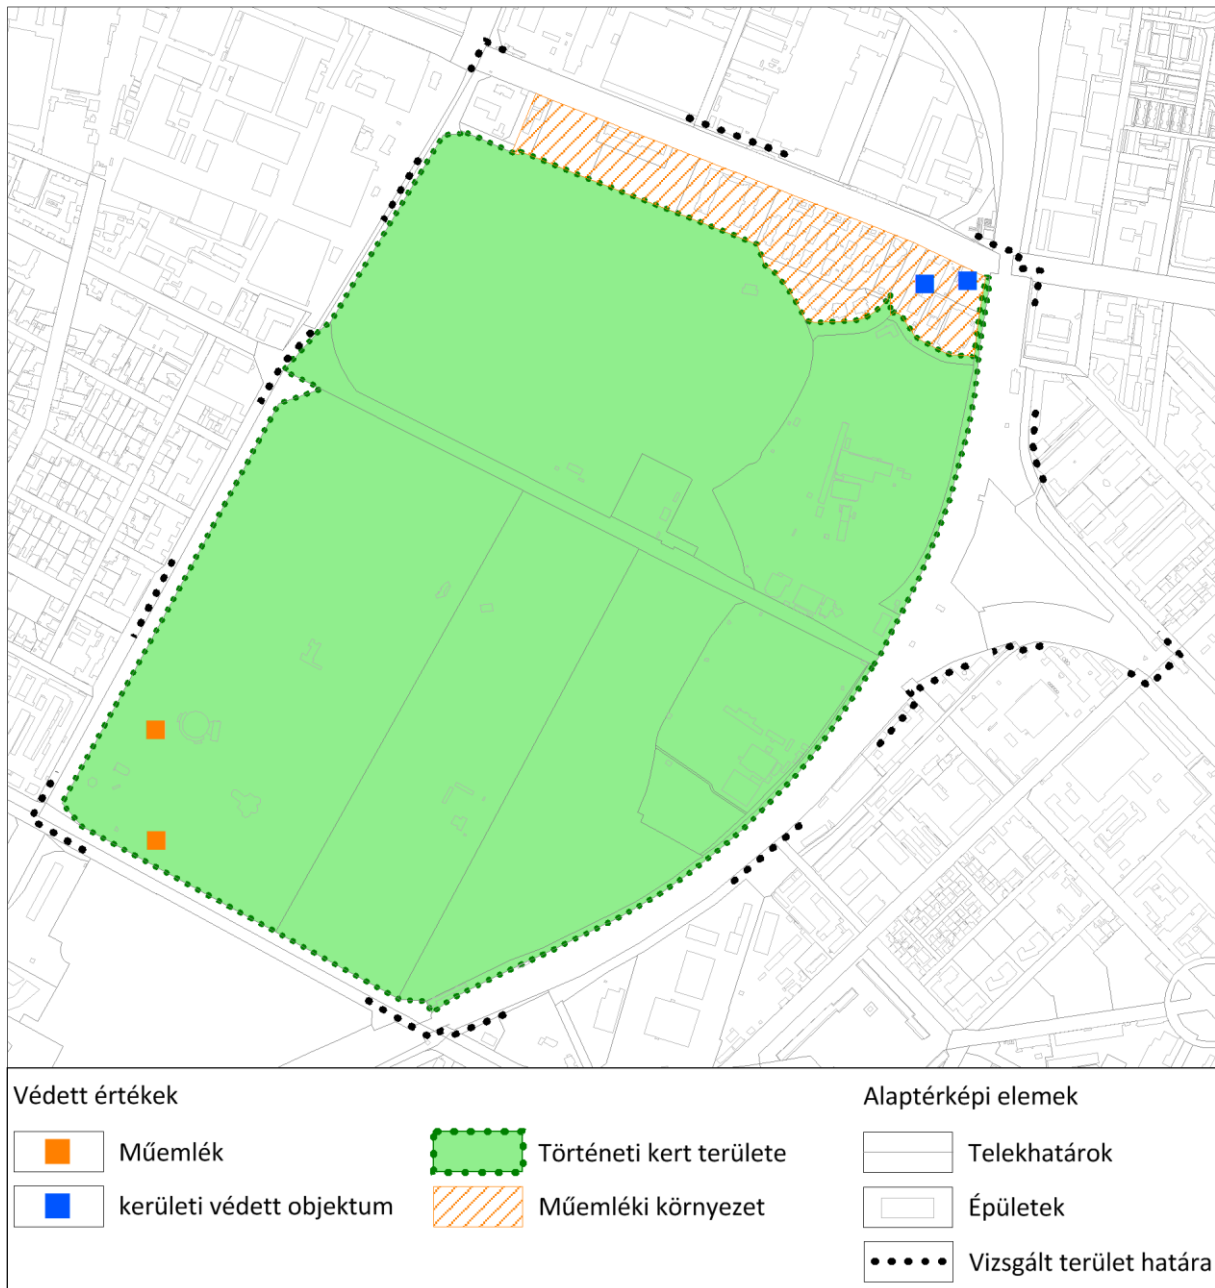 Védett értékek
Műemlék
kerületi védett objektum
Történeti kert területe
Műemléki környezet
Alaptérképi elemek
Telekhatárok
Épületek
Vizsgált terület határa